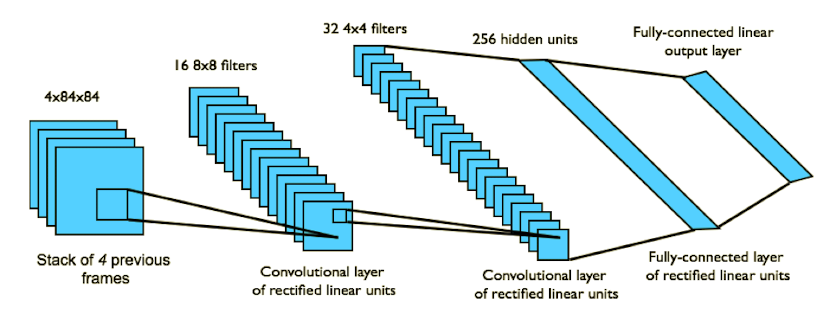 4x84x84
Stack of 4 previous
frames
16 8x8 filters
Convolutional layer
of rectified linear units
32 4x4 filters
Convolutional layer
of rectified linear units
256 hidden units
Fully-connected layer
of rectified linear units
Fully-connected linear
output layer